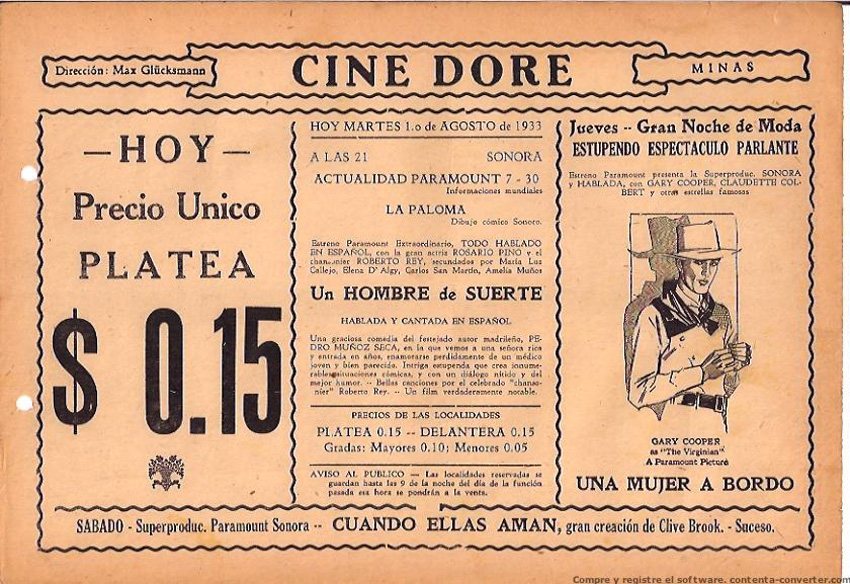 Dirección: Max Glücksmann
CINE DORE
MINAS
— HOY —
Precio Unico
PLATEA
$ 0.15
HOY MARTES 1.o de AGOSTO de 1933
A LAS 21 SONORA
ACTUALIDAD PARAMOUNT 7 - 30
Informaciones mundiales
LA PALOMA
Dibujo cómico Sonoro.
Estreno Paramount Extraordinario, TODO HABLADO
EN ESPAÑOL, con la gran actriz ROSARIO PINO y el
chansonnier ROBERTO REY, secundados por María Luz
Callejo, Elena D' Algy, Carlos San Martín, Amelia Muñoz
Un HOMBRE de SUERTE
HABLADA Y CANTADA EN ESPAÑOL
Una graciosa comedia del festejado autor madrileño, PE-
DRO MUÑOZ SECA, en la que vemos a una señora rica
y entrada en años, enamorarse perdidamente de un médico
joven y bien parecido. Intriga estupenda que crea innume-
rables situaciones cómicas, y con un diálogo nítido y del
mejor humor. -- Bellas canciones por el celebrado "chanso-
nier" Roberto Rey. -- Un film verdaderamente notable.
PRECIOS DE LAS LOCALIDADES
PLATEA 0.15 -- DELANTERA 0.15
Gradas: Mayores 0.10; Menores 0.05
AVISO AL PUBLICO — Las localidades reservadas se
guardan hasta las 9 de la noche del día de la función
pasada esa hora se pondrán a la venta.
Jueves -- Gran Noche de Moda
ESTUPENDO ESPECTACULO PARLANTE
Estreno Paramount presenta la Superproduc. SONORA
y HABLADA, con GARY COOPER, CLAUDETTE COL-
BERT y otras estrellas famosas
GARY COOPER
as "The Virginian"
A Paramount Picture
UNA MUJER A BORDO
SABADO - Superproduc. Paramount Sonora -- CUANDO ELLAS AMAN, gran creación de Clive Brook. - Suceso.
Compre y registre el software. contenta-converter.com